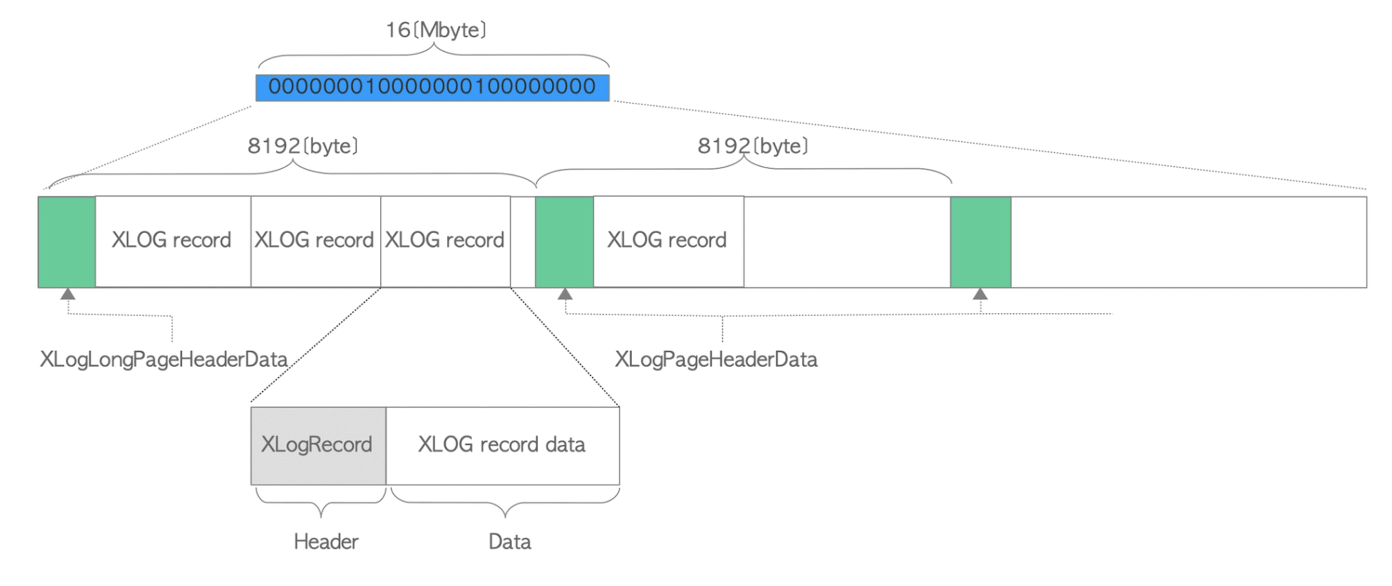 16(Mbyte)
000000010000000100000000
8192(byte)
8192(byte)
XLOG record
XLOG record
XLOG record
XLOG record
XLogLongPageHeaderData
XLogPageHeaderData
XLogRecord
XLOG record data
Header
Data